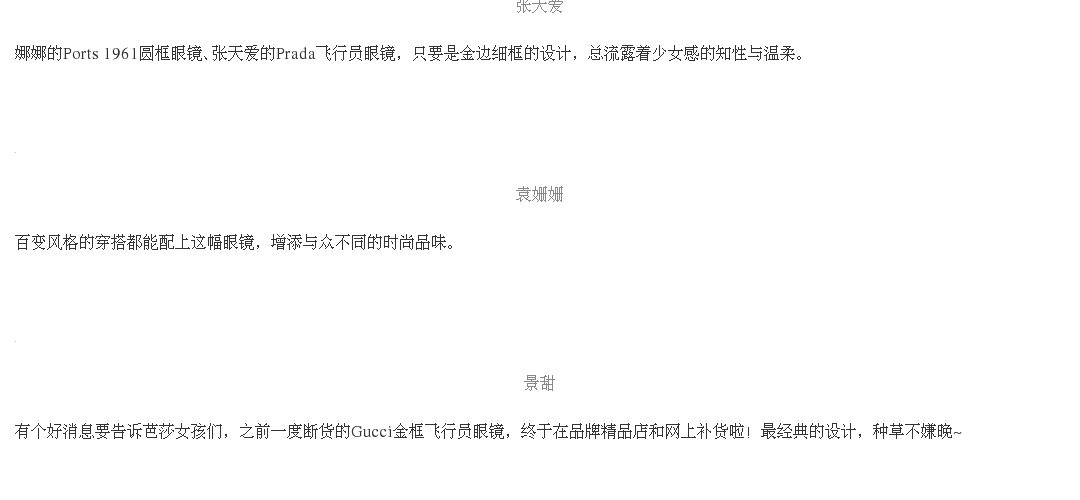 张天爱
娜娜的Ports 1961圆框眼镜、张天爱的Prada飞行员眼镜，只要是金边细框的设计，总流露着少女感的知性与温柔。
袁姗姗
百变风格的穿搭都能配上这幅眼镜，增添与众不同的时尚品味。
景甜
有个好消息要告诉芭莎女孩们，之前一度断货的Gucci金框飞行员眼镜，终于在品牌精品店和网上补货啦！最经典的设计，种草不嫌晚~